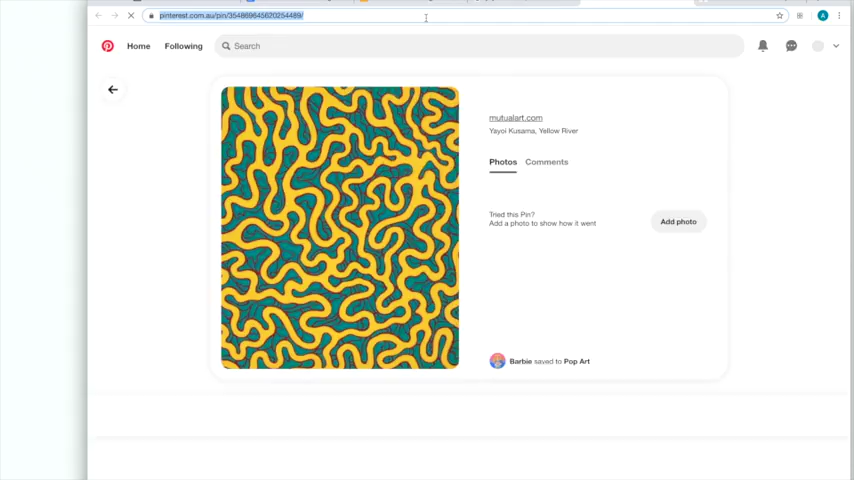 pinterest.com.au/pin/354869645620254489/
A
Home
Following
Search
mutualart.com
Yayoi Kusama, Yellow River
Photos
Comments
Tried this Pin?
Add a photo to show how it went
Add photo
Barbie saved to Pop Art